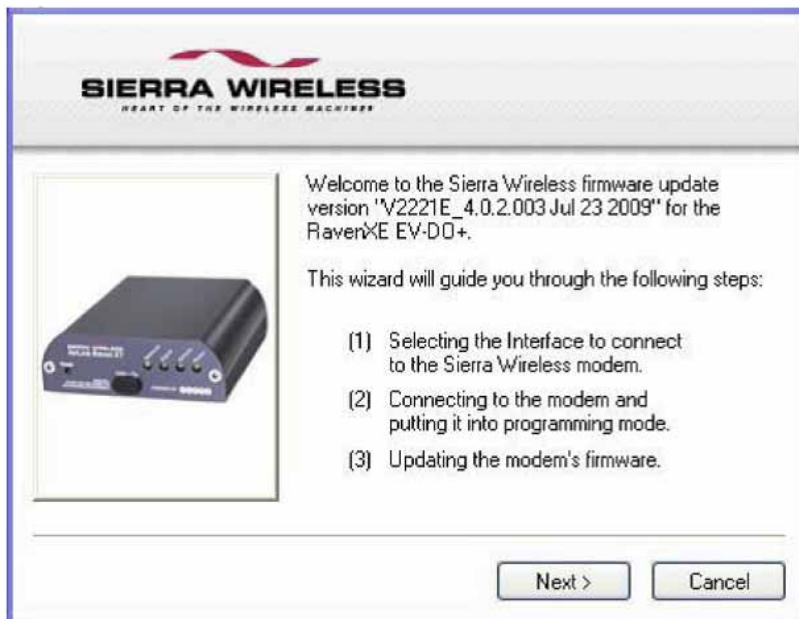 SIERRA WIRELESS
HEART OF THE WIRELESS MACHINE®
Welcome to the Sierra Wireless firmware update
version "V2221E_4.0.2.003 Jul 23 2009" for the
RavenXE EV-DO+.
This wizard will guide you through the following steps:
(1) Selecting the Interface to connect
to the Sierra Wireless modem.
(2) Connecting to the modem and
putting it into programming mode.
(3) Updating the modem's firmware.
SIERRA WIRELESS
Next >
Cancel